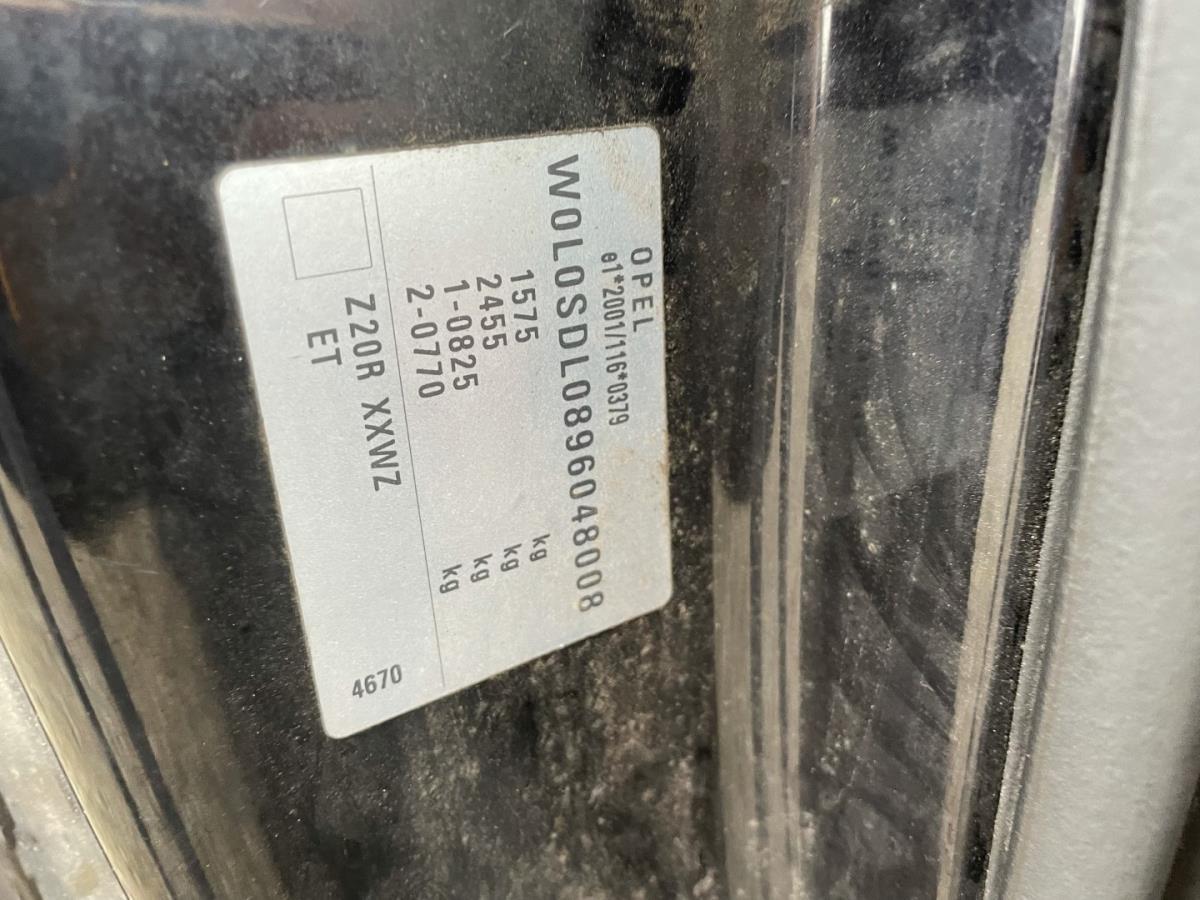 OPEL
e1*2001/116*0379
W0L0SDL0896048008
1575 kg
2455 kg
1-0825 kg
2-0770 kg
Z20R XXWZ
ET
4670